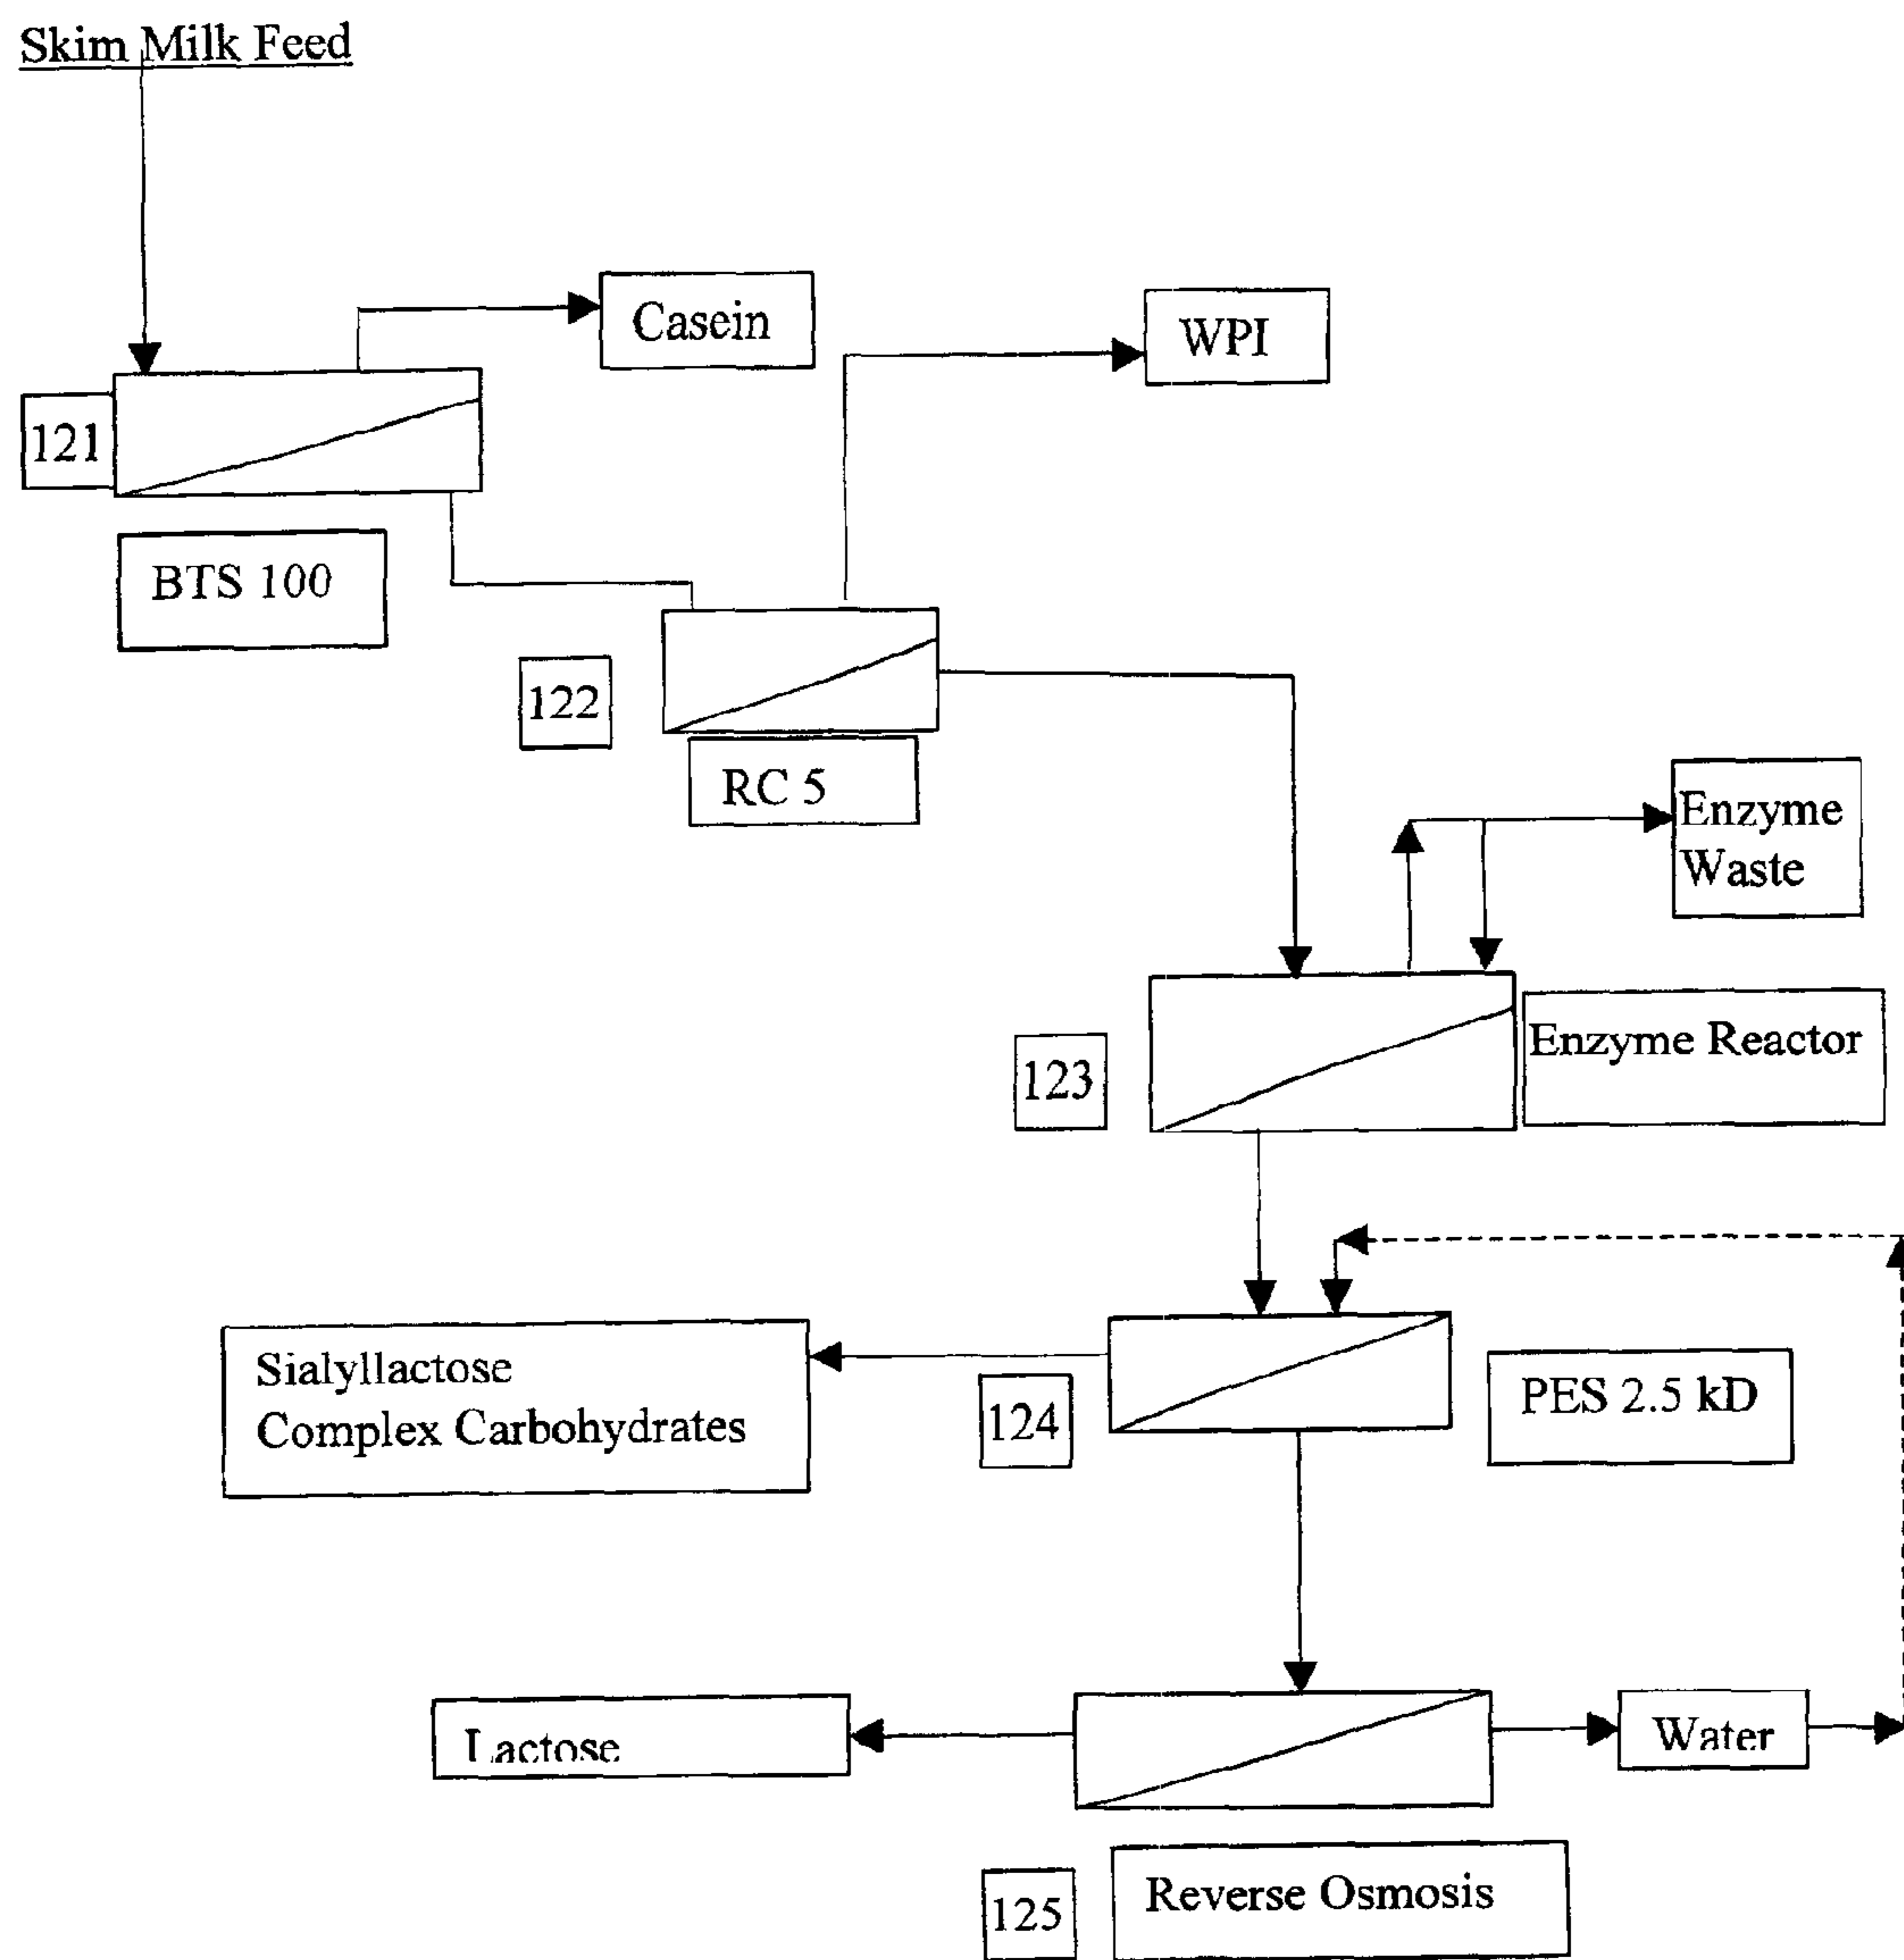 Skim Milk Feed
Casein
WPI
121
BTS 100
122
RC 5
Enzyme
Waste
123
Enzyme Reactor
Sialyllactose
Complex Carbohydrates
124
PES 2.5 kD
Lactose
Water
125
Reverse Osmosis